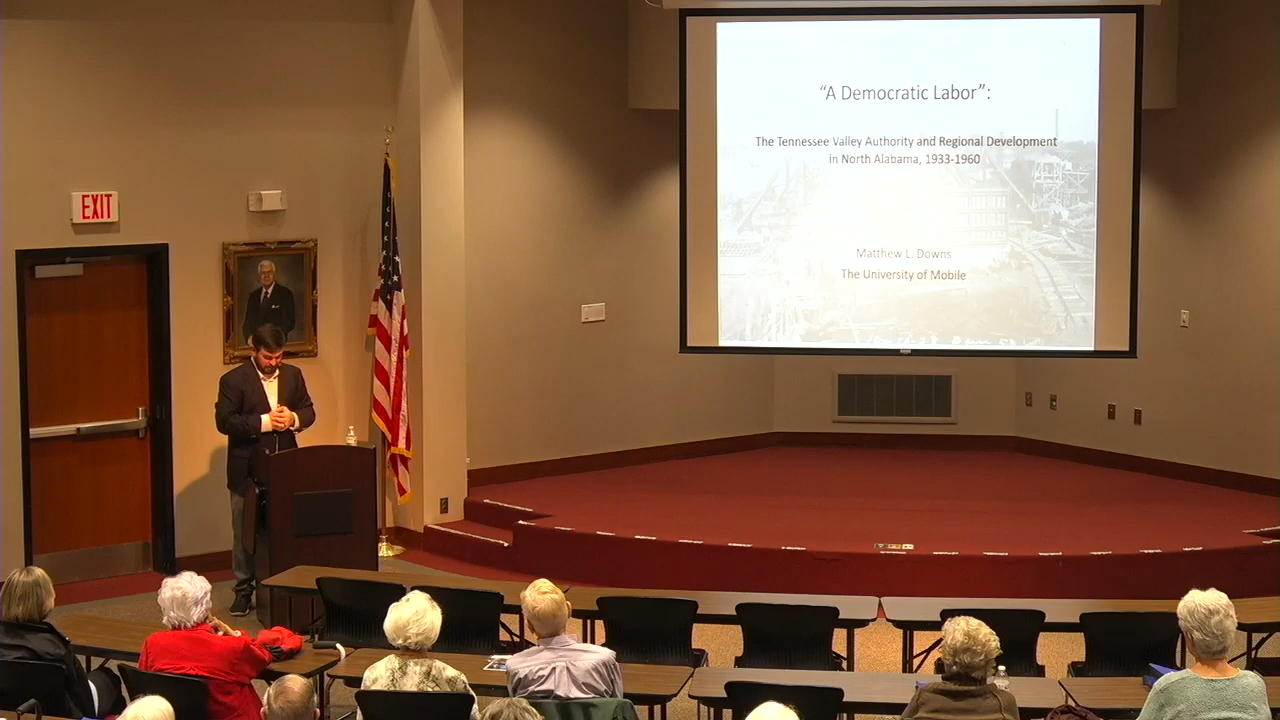 "A Democratic Labor":
The Tennessee Valley Authority and Regional Development
in North Alabama, 1933-1960
EXIT
Matthew L. Downs
The University of Mobile